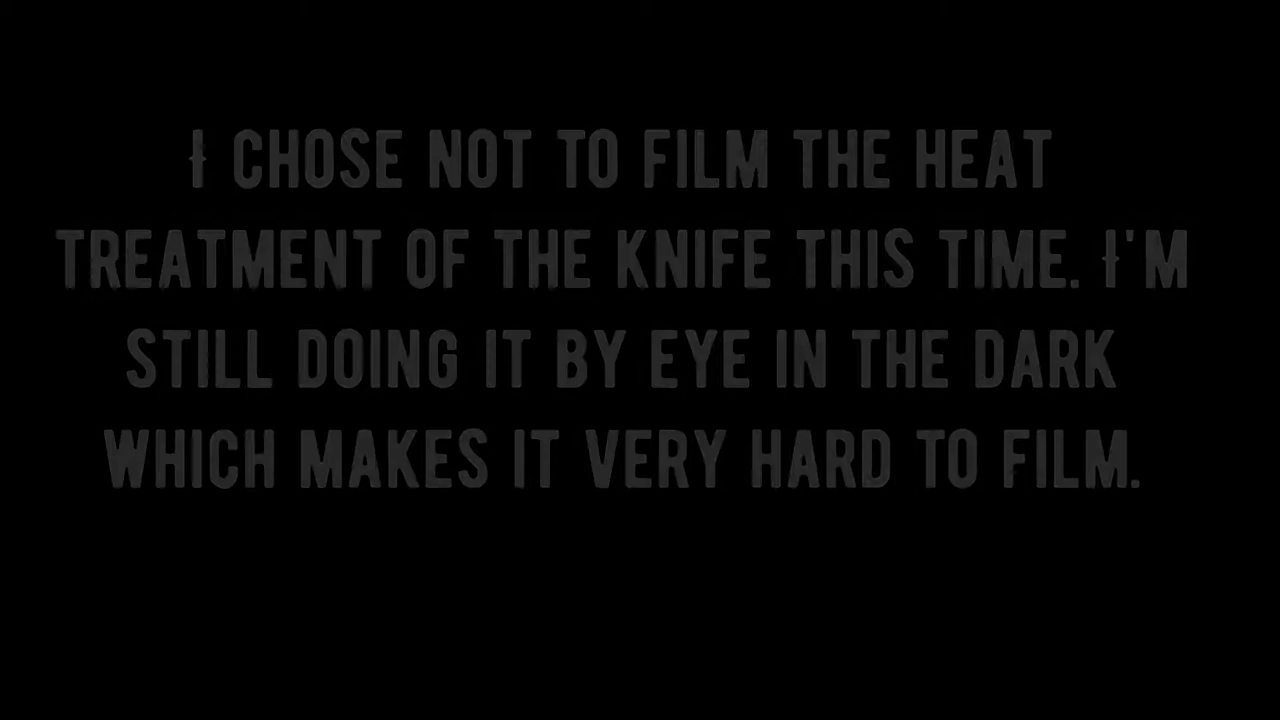 I CHOSE NOT TO FILM THE HEAT
TREATMENT OF THE KNIFE THIS TIME. I'M
STILL DOING IT BY EYE IN THE DARK
WHICH MAKES IT VERY HARD TO FILM.